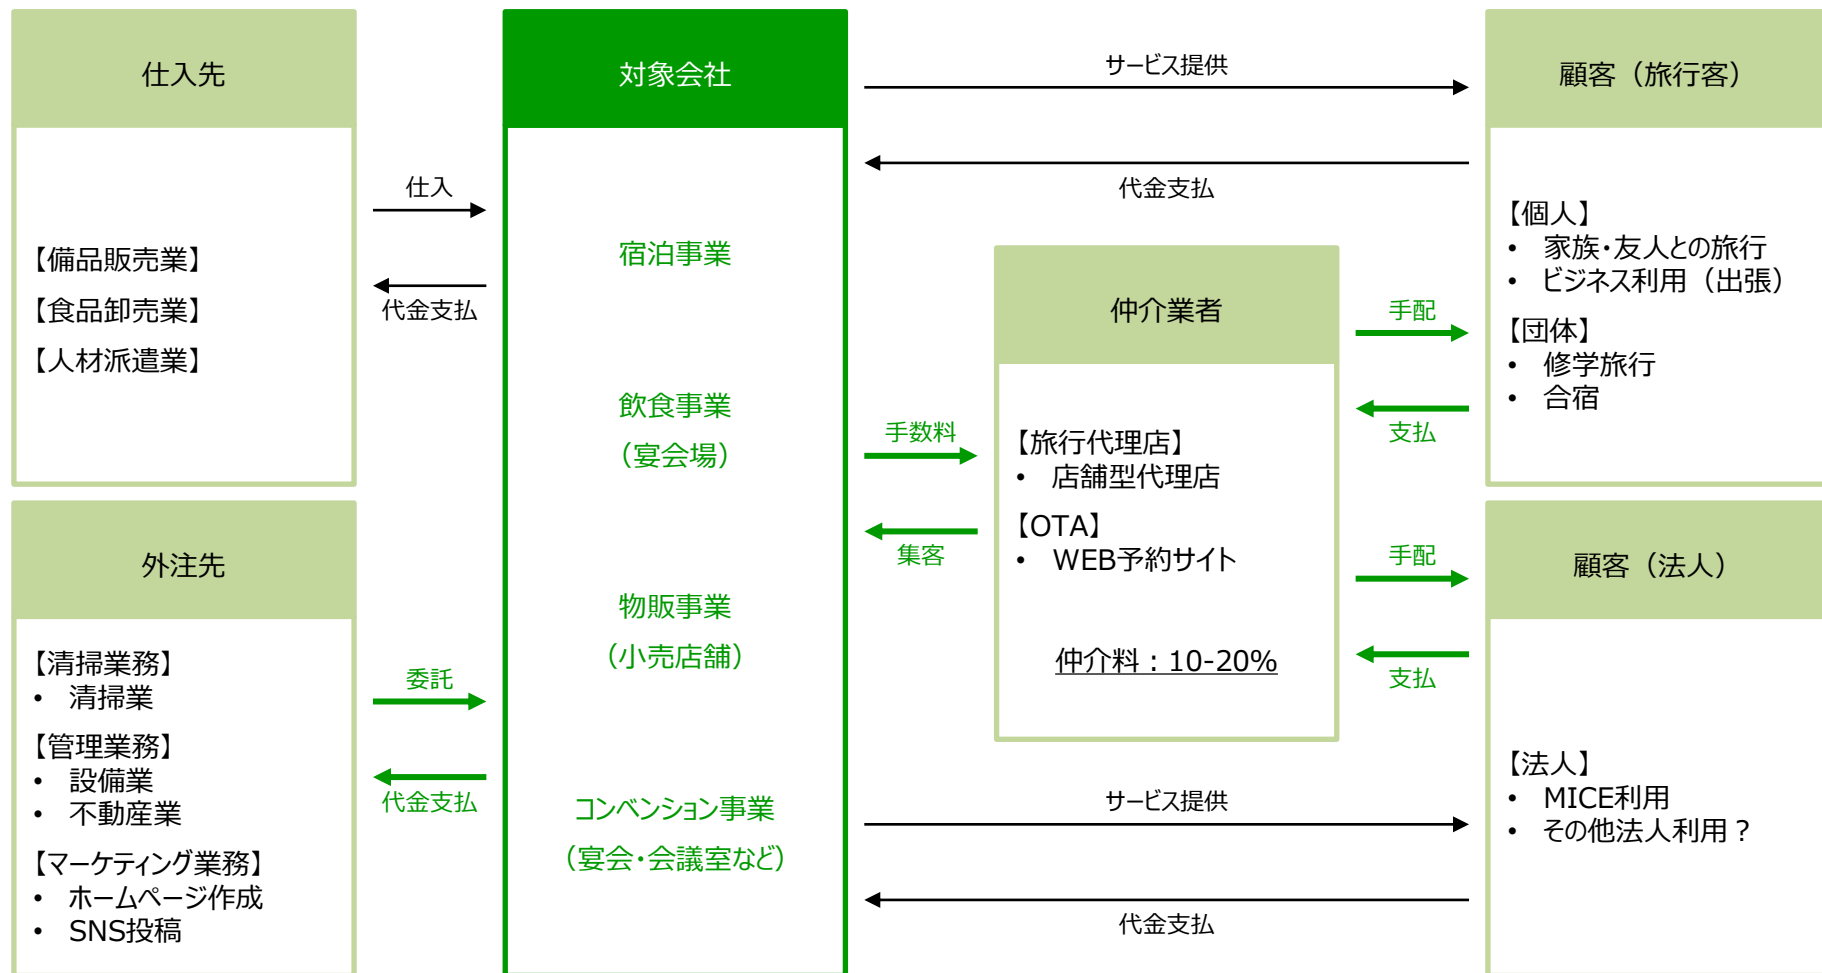 仕入先
【備品販売業】
【食品卸売業】
【人材派遣業】
外注先
【清掃業務】
• 清掃業
【管理業務】
• 設備業
• 不動産業
【マーケティング業務】
• ホームページ作成
• SNS投稿
仕入
代金支払
委託
代金支払
対象会社
宿泊事業
飲食事業
（宴会場）
物販事業
（小売店舗）
コンベンション事業
（宴会・会議室など）
サービス提供
代金支払
手数料
集客
仲介業者
【旅行代理店】
• 店舗型代理店
【OTA】
• WEB予約サイト
仲介料：10-20%
手配
支払
手配
支払
サービス提供
代金支払
顧客（旅行客）
【個人】
• 家族・友人との旅行
• ビジネス利用（出張）
【団体】
• 修学旅行
• 合宿
顧客（法人）
【法人】
• MICE利用
• その他法人利用？